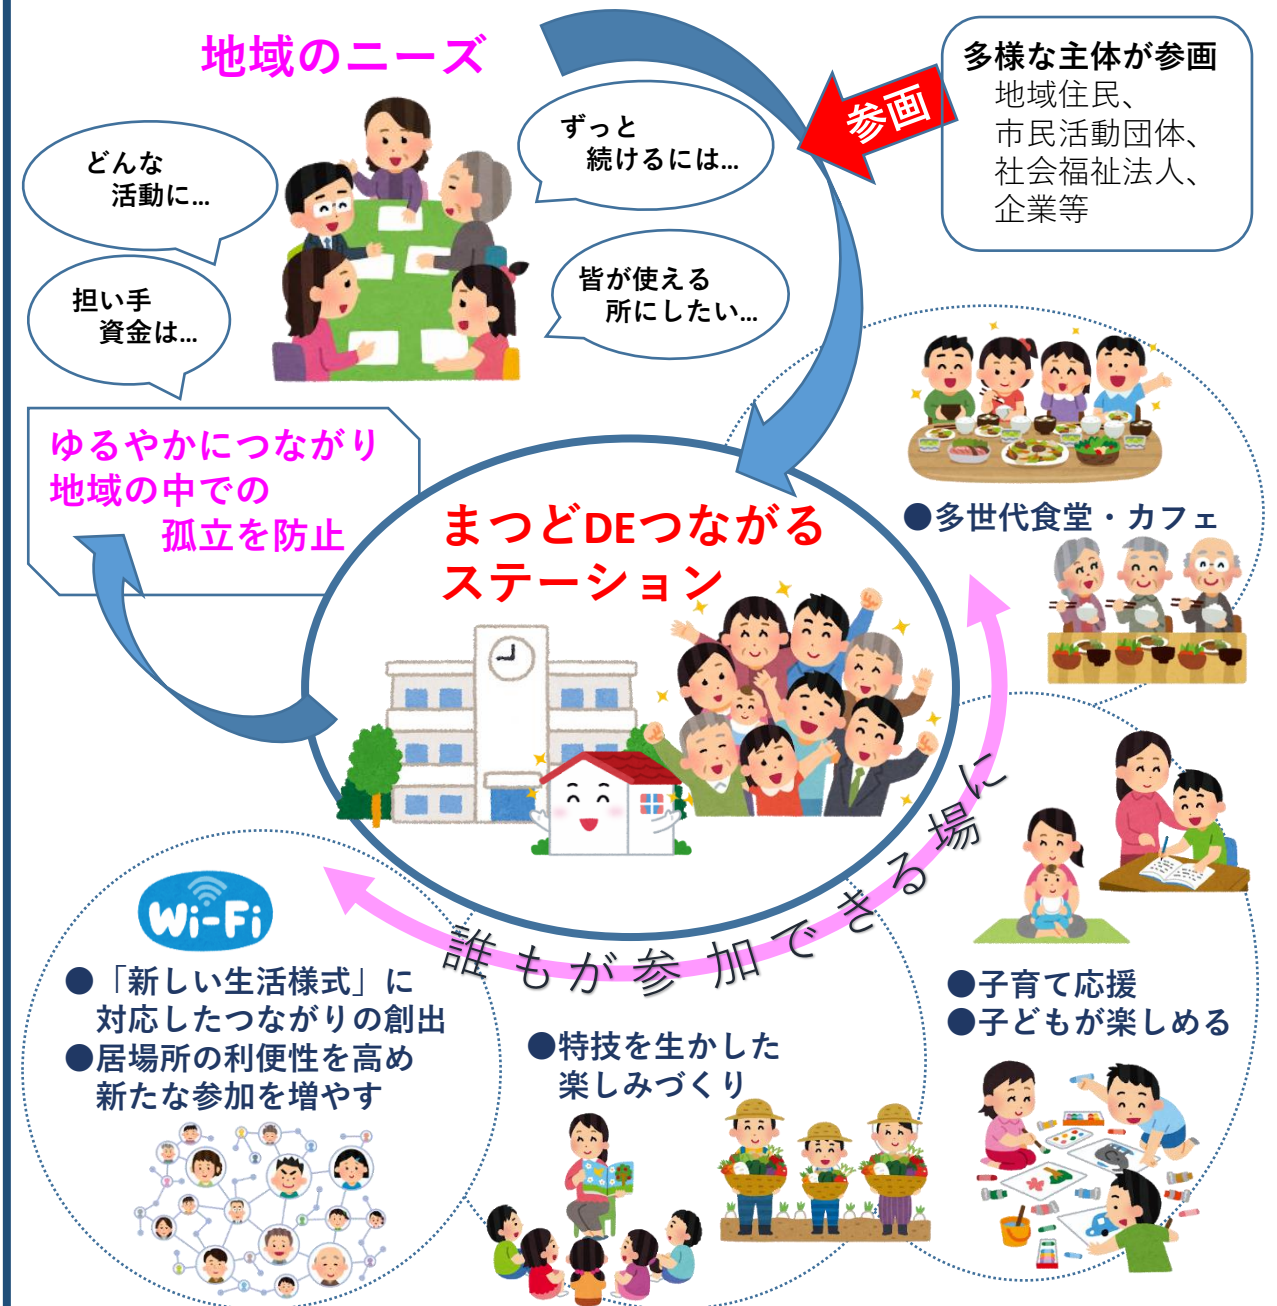 地域のニーズ
どんな
活動に…
ずっと
続けるには…
担い手
資金は…
皆が使える
所にしたい…
参画
多様な主体が参画
地域住民、
市民活動団体、
社会福祉法人、
企業等
ゆるやかにつながり
地域の中での
孤立を防止
まつどDEつながる
ステーション
●多世代食堂・カフェ
誰もが参加できる場に
Wi-Fi
●「新しい生活様式」に
対応したつながりの創出
●居場所の利便性を高め
新たな参加を増やす
●特技を生かした
楽しみづくり
●子育て応援
●子どもが楽しめる